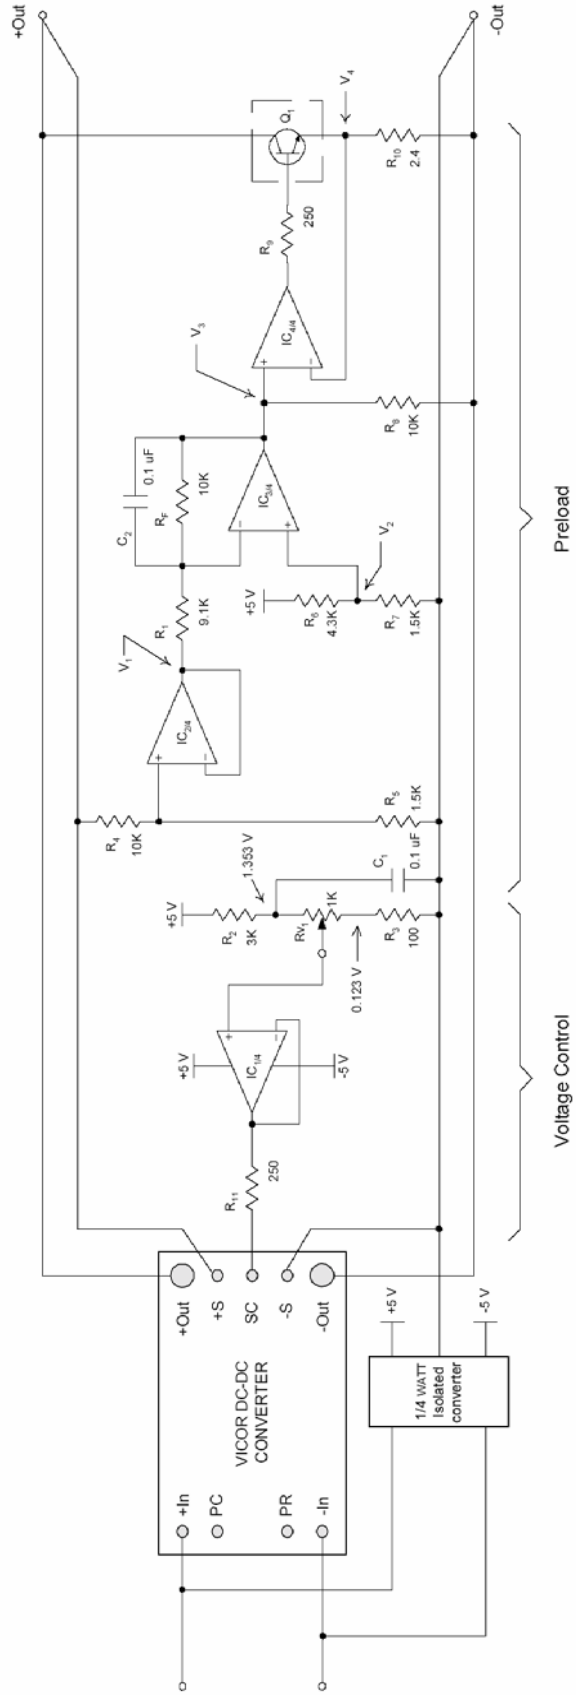 +Out
-Out
Q₁
V₄
R₁₀
2.4
R₉
250
IC4/4
+
−
V₃
R₈
10K
0.1 uF
C₂
RF
10K
IC3/4
−
+
V₂
R₁
9.1K
+5 V
R₆
4.3K
R₇
1.5K
V₁
IC2/4
+
−
R₄
10K
R₅
1.5K
1.353 V
C₁
0.1 uF
+5 V
R₂
3K
Rv₁
1K
R₃
100
0.123 V
+5 V
IC1/4
+
−
-5 V
R₁₁
250
Preload
Voltage Control
+Out
+S
SC
-S
-Out
VICOR DC-DC
CONVERTER
+In
PC
PR
-In
+5 V
-5 V
1/4 WATT
Isolated
converter